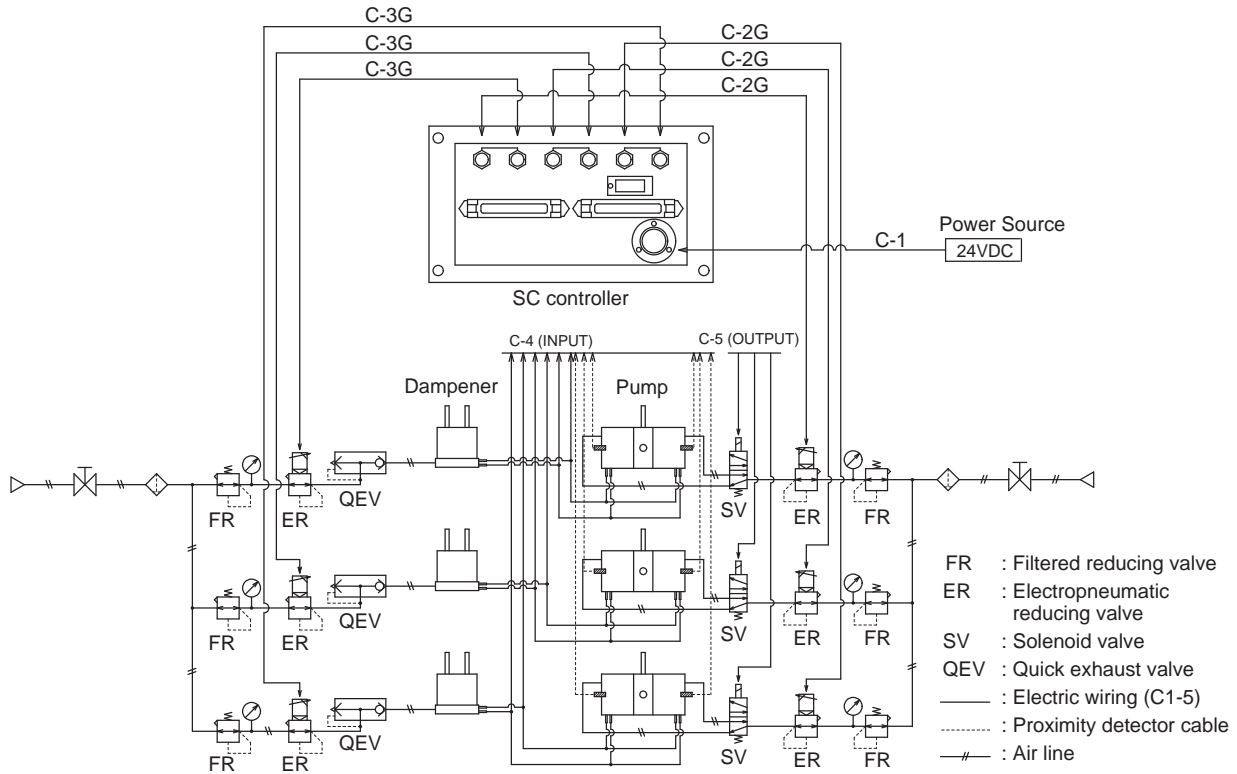 C-3G
C-2G
C-3G
C-2G
C-3G
C-2G
Power Source
C-1
24VDC
SC controller
C-4 (INPUT)
C-5 (OUTPUT)
Dampener
Pump
FR
ER
QEV
SV
ER
FR
FR
ER
QEV
SV
ER
FR
FR
ER
QEV
SV
ER
FR
FR : Filtered reducing valve
ER : Electropneumatic
reducing valve
SV : Solenoid valve
QEV : Quick exhaust valve
: Electric wiring (C1-5)
: Proximity detector cable
: Air line